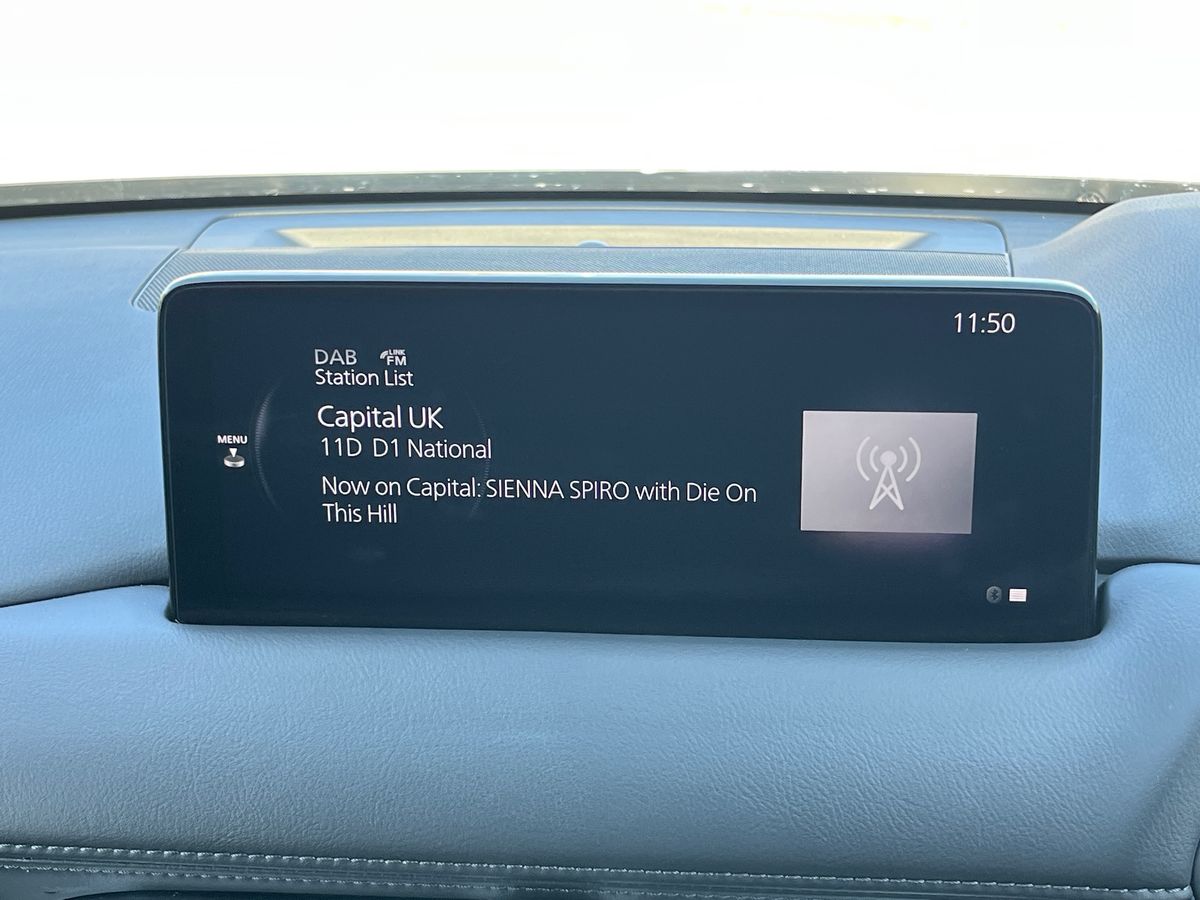 11:50
DAB LINK FM
Station List
Capital UK
MENU
11D D1 National
Now on Capital: SIENNA SPIRO with Die On
This Hill